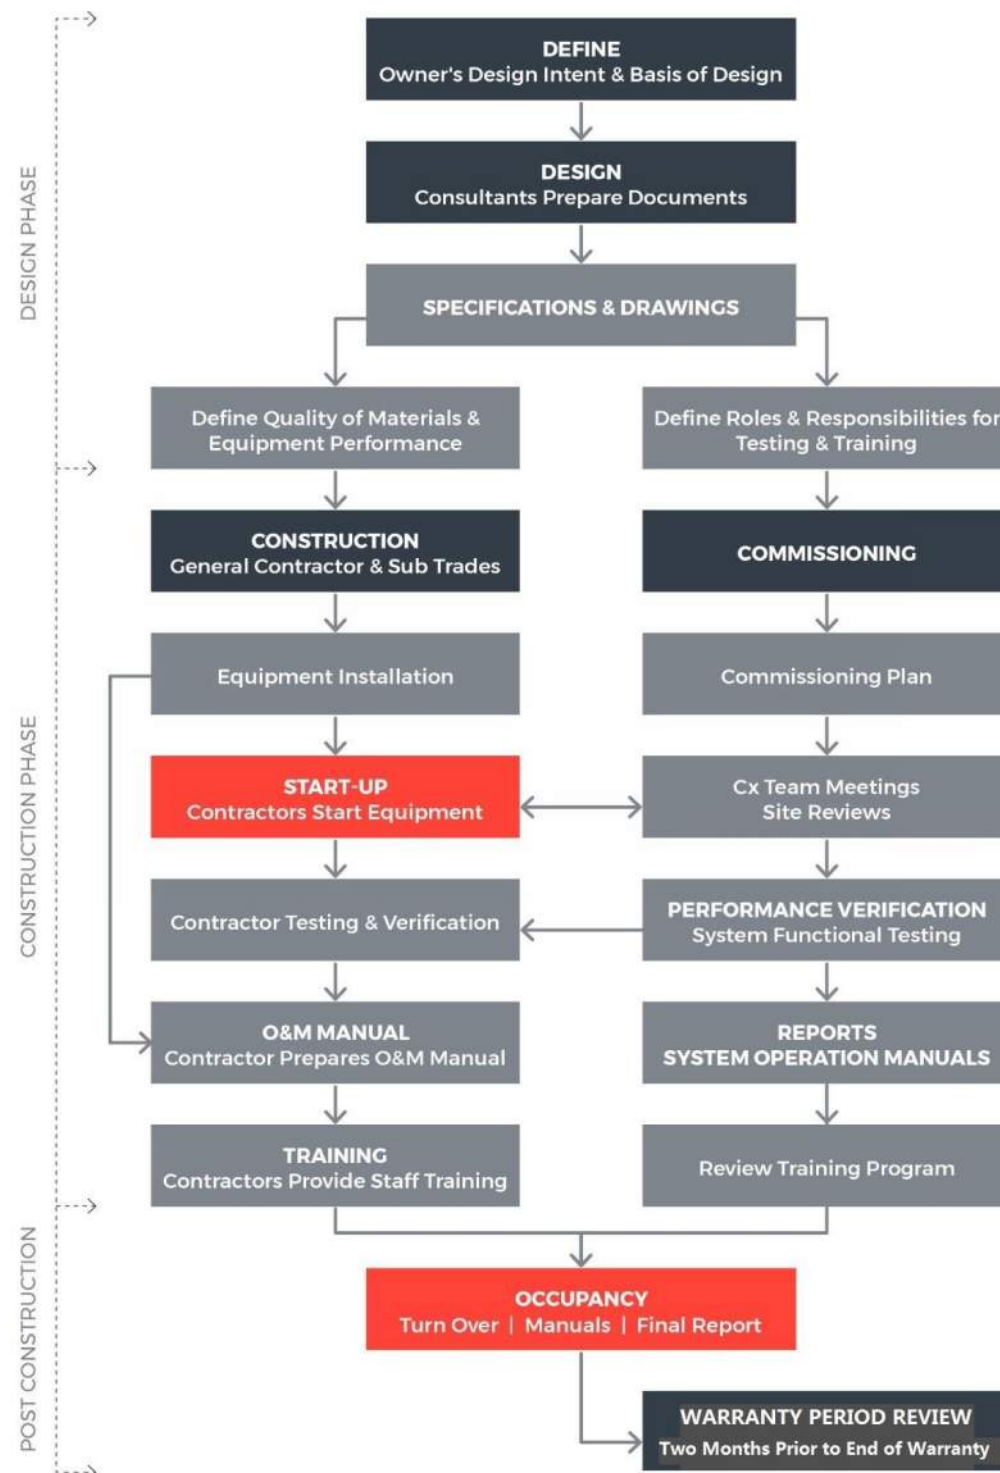 DESIGN PHASE
DEFINE
Owner's Design Intent & Basis of Design
DESIGN
Consultants Prepare Documents
SPECIFICATIONS & DRAWINGS
Define Quality of Materials &
Equipment Performance
Define Roles & Responsibilities for
Testing & Training
CONSTRUCTION PHASE
CONSTRUCTION
General Contractor & Sub Trades
COMMISSIONING
Equipment Installation
Commissioning Plan
START-UP
Contractors Start Equipment
Cx Team Meetings
Site Reviews
Contractor Testing & Verification
PERFORMANCE VERIFICATION
System Functional Testing
O&M MANUAL
Contractor Prepares O&M Manual
REPORTS
SYSTEM OPERATION MANUALS
TRAINING
Contractors Provide Staff Training
Review Training Program
POST CONSTRUCTION
OCCUPANCY
Turn Over | Manuals | Final Report
WARRANTY PERIOD REVIEW
Two Months Prior to End of Warranty